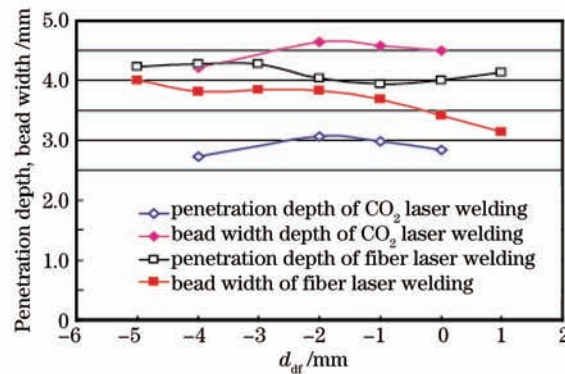 Penetration depth, bead width /mm
5.0
4.0
3.0
2.0
1.0
0
penetration depth of CO2 laser welding
bead width depth of CO2 laser welding
penetration depth of fiber laser welding
bead width of fiber laser welding
−6 −5 −4 −3 −2 −1 0 1 2
ddf /mm